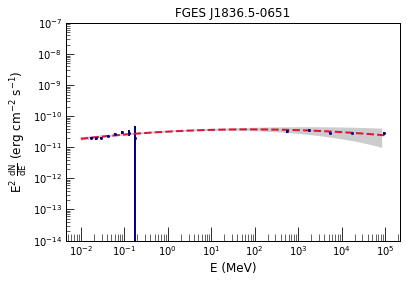 FGES J1836.5-0651
E² dN/dE (erg cm⁻² s⁻¹)
10⁻⁷
10⁻⁸
10⁻⁹
10⁻¹⁰
10⁻¹¹
10⁻¹²
10⁻¹³
10⁻¹⁴
10⁻² 10⁻¹ 10⁰ 10¹ 10² 10³ 10⁴ 10⁵
E (MeV)